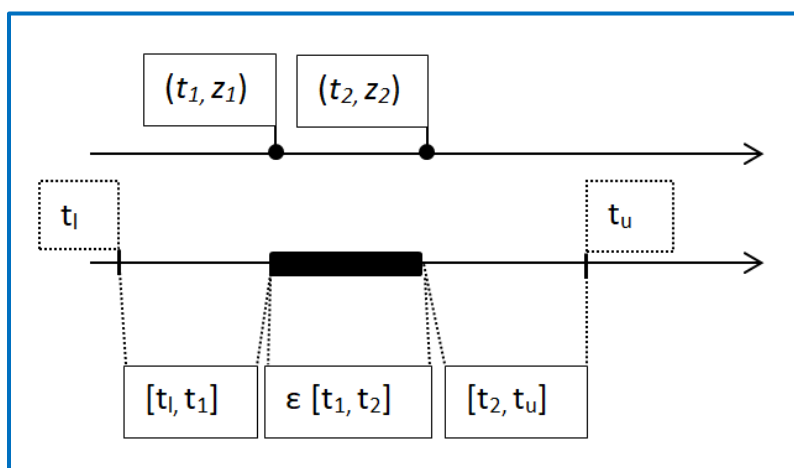 (t₁, z₁) (t₂, z₂)
tₗ tᵤ
[tₗ, t₁] ε [t₁, t₂] [t₂, tᵤ]